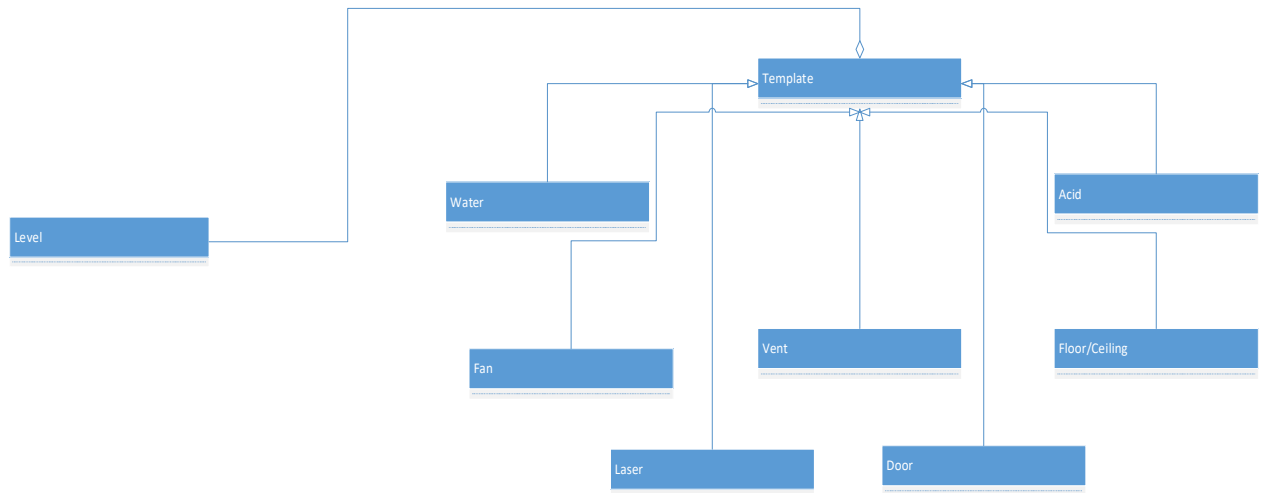 Template
Water
Acid
Level
Fan
Vent
Floor/Ceiling
Laser
Door